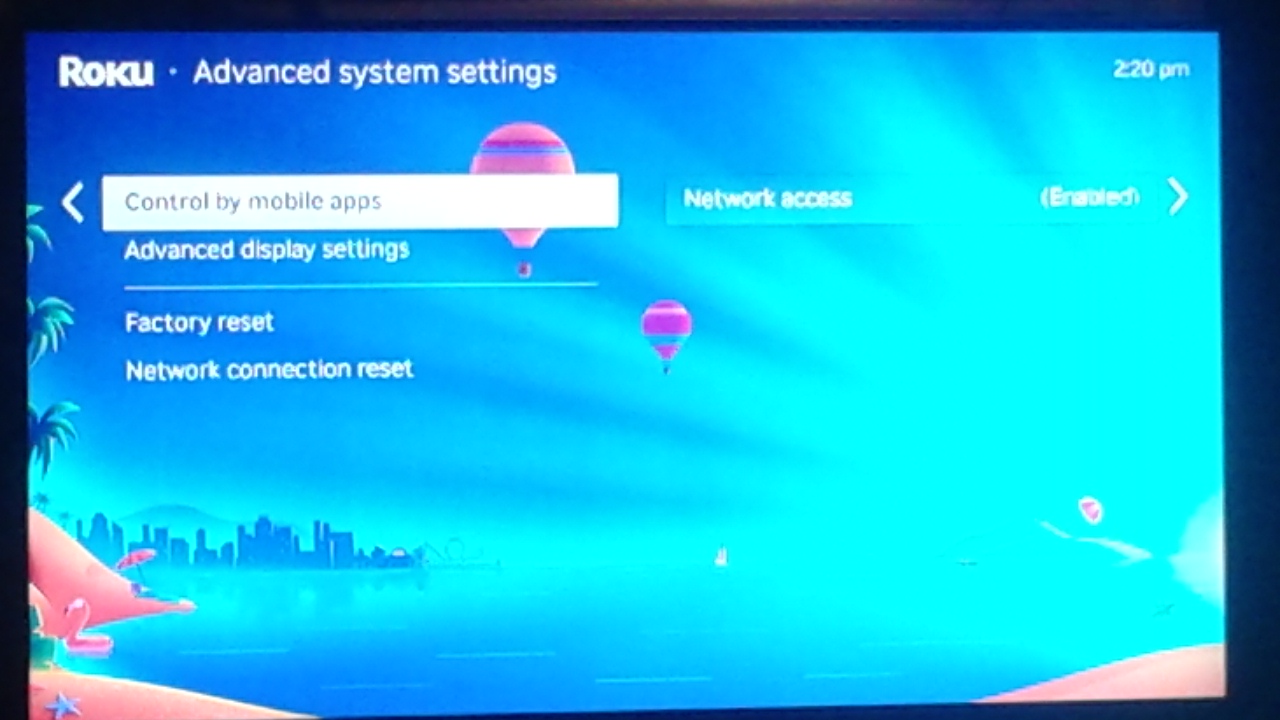 Roku · Advanced system settings
2:20 pm
Control by mobile apps
Network access (Enabled)
Advanced display settings
Factory reset
Network connection reset